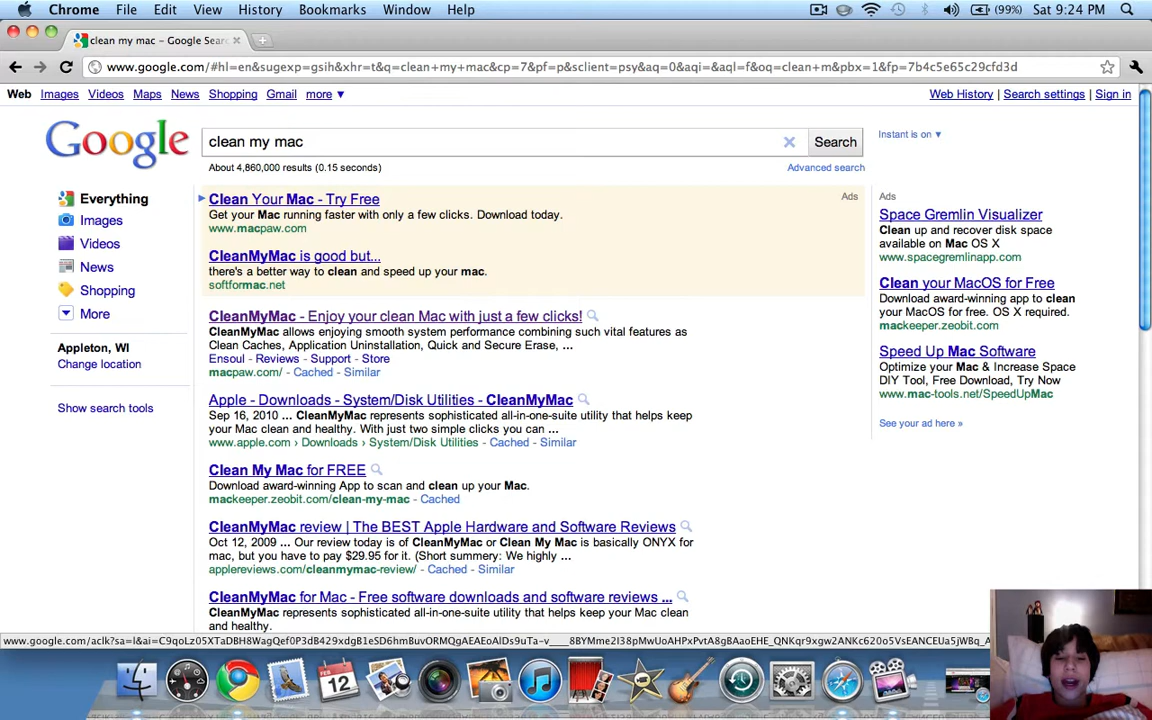 Chrome File Edit View History Bookmarks Window Help (99%) Sat 9:24 PM
clean my mac – Google Sear
www.google.com/#hl=en&sugexp=gsih&xhr=t&q=clean+my+mac&cp=7&pf=p&sclient=psy&aq=0&aqi=&aql=f&oq=clean+m&pbx=1&fp=7b4c5e65c29cfd3d
Web Images Videos Maps News Shopping Gmail more ▼ Web History | Search settings | Sign in
Google clean my mac Search Instant is on ▼
About 4,860,000 results (0.15 seconds) Advanced search
Everything
Images
Videos
News
Shopping
More
Appleton, WI
Change location
Show search tools
Clean Your Mac - Try Free Ads
Get your Mac running faster with only a few clicks. Download today.
www.macpaw.com
CleanMyMac is good but...
there's a better way to clean and speed up your mac.
softformac.net
CleanMyMac - Enjoy your clean Mac with just a few clicks!
CleanMyMac allows enjoying smooth system performance combining such vital features as
Clean Caches, Application Uninstallation, Quick and Secure Erase, ...
Ensoul - Reviews - Support - Store
macpaw.com/ - Cached - Similar
Apple - Downloads - System/Disk Utilities - CleanMyMac
Sep 16, 2010 ... CleanMyMac represents sophisticated all-in-one-suite utility that helps keep
your Mac clean and healthy. With just two simple clicks you can ...
www.apple.com › Downloads › System/Disk Utilities - Cached - Similar
Clean My Mac for FREE
Download award-winning App to scan and clean up your Mac.
mackeeper.zeobit.com/clean-my-mac - Cached
CleanMyMac review | The BEST Apple Hardware and Software Reviews
Oct 12, 2009 ... Our review today is of CleanMyMac or Clean My Mac is basically ONYX for
mac, but you have to pay $29.95 for it. (Short summery: We highly ...
applereviews.com/cleanmymac-review/ - Cached - Similar
CleanMyMac for Mac - Free software downloads and software reviews ...
CleanMyMac represents sophisticated all-in-one-suite utility that helps keep your Mac clean
and healthy.
Ads
Space Gremlin Visualizer
Clean up and recover disk space
available on Mac OS X
www.spacegremlinapp.com
Clean your MacOS for Free
Download award-winning app to clean
your MacOS for free. OS X required.
mackeeper.zeobit.com
Speed Up Mac Software
Optimize your Mac & Increase Space
DIY Tool, Free Download, Try Now
www.mac-tools.net/SpeedUpMac
See your ad here »
FEB
12